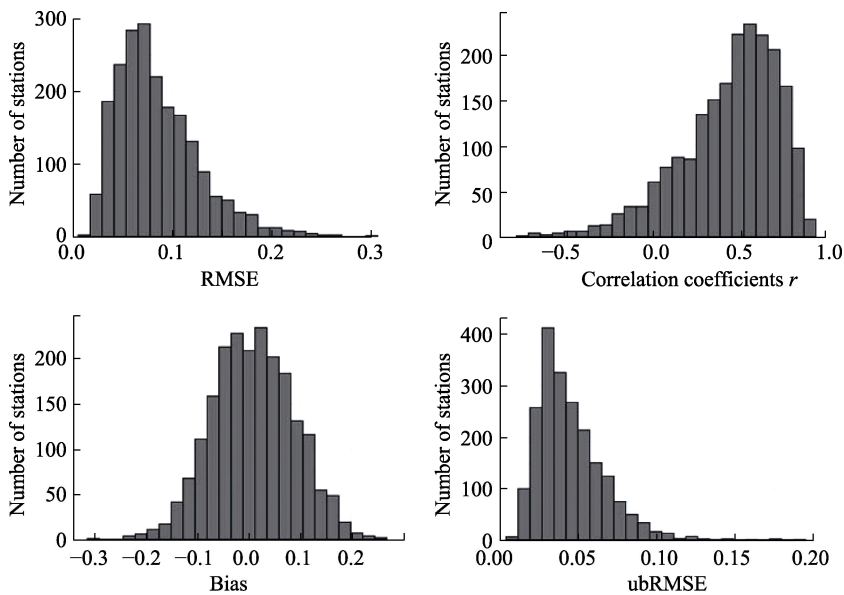 300
200
100
0
Number of stations
0.0 0.1 0.2 0.3
RMSE
200
150
100
50
0
Number of stations
−0.5 0.0 0.5 1.0
Correlation coefficients r
200
150
100
50
0
Number of stations
−0.3 −0.2 −0.1 0.0 0.1 0.2
Bias
400
300
200
100
0
Number of stations
0.00 0.05 0.10 0.15 0.20
ubRMSE